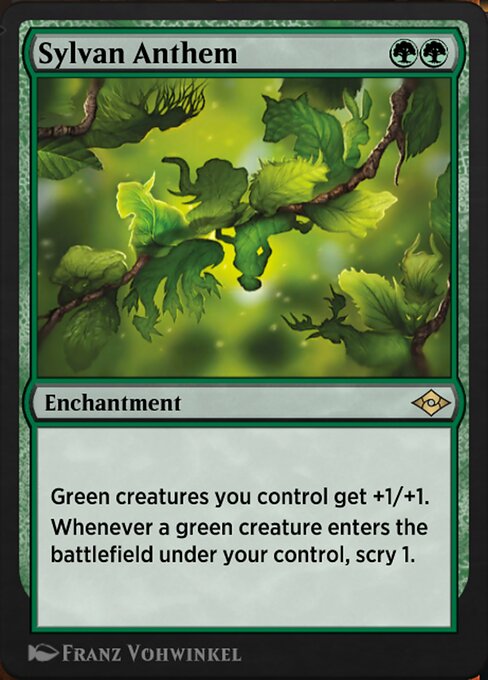 Sylvan Anthem
Enchantment
Green creatures you control get +1/+1.
Whenever a green creature enters the
battlefield under your control, scry 1.
Franz Vohwinkel